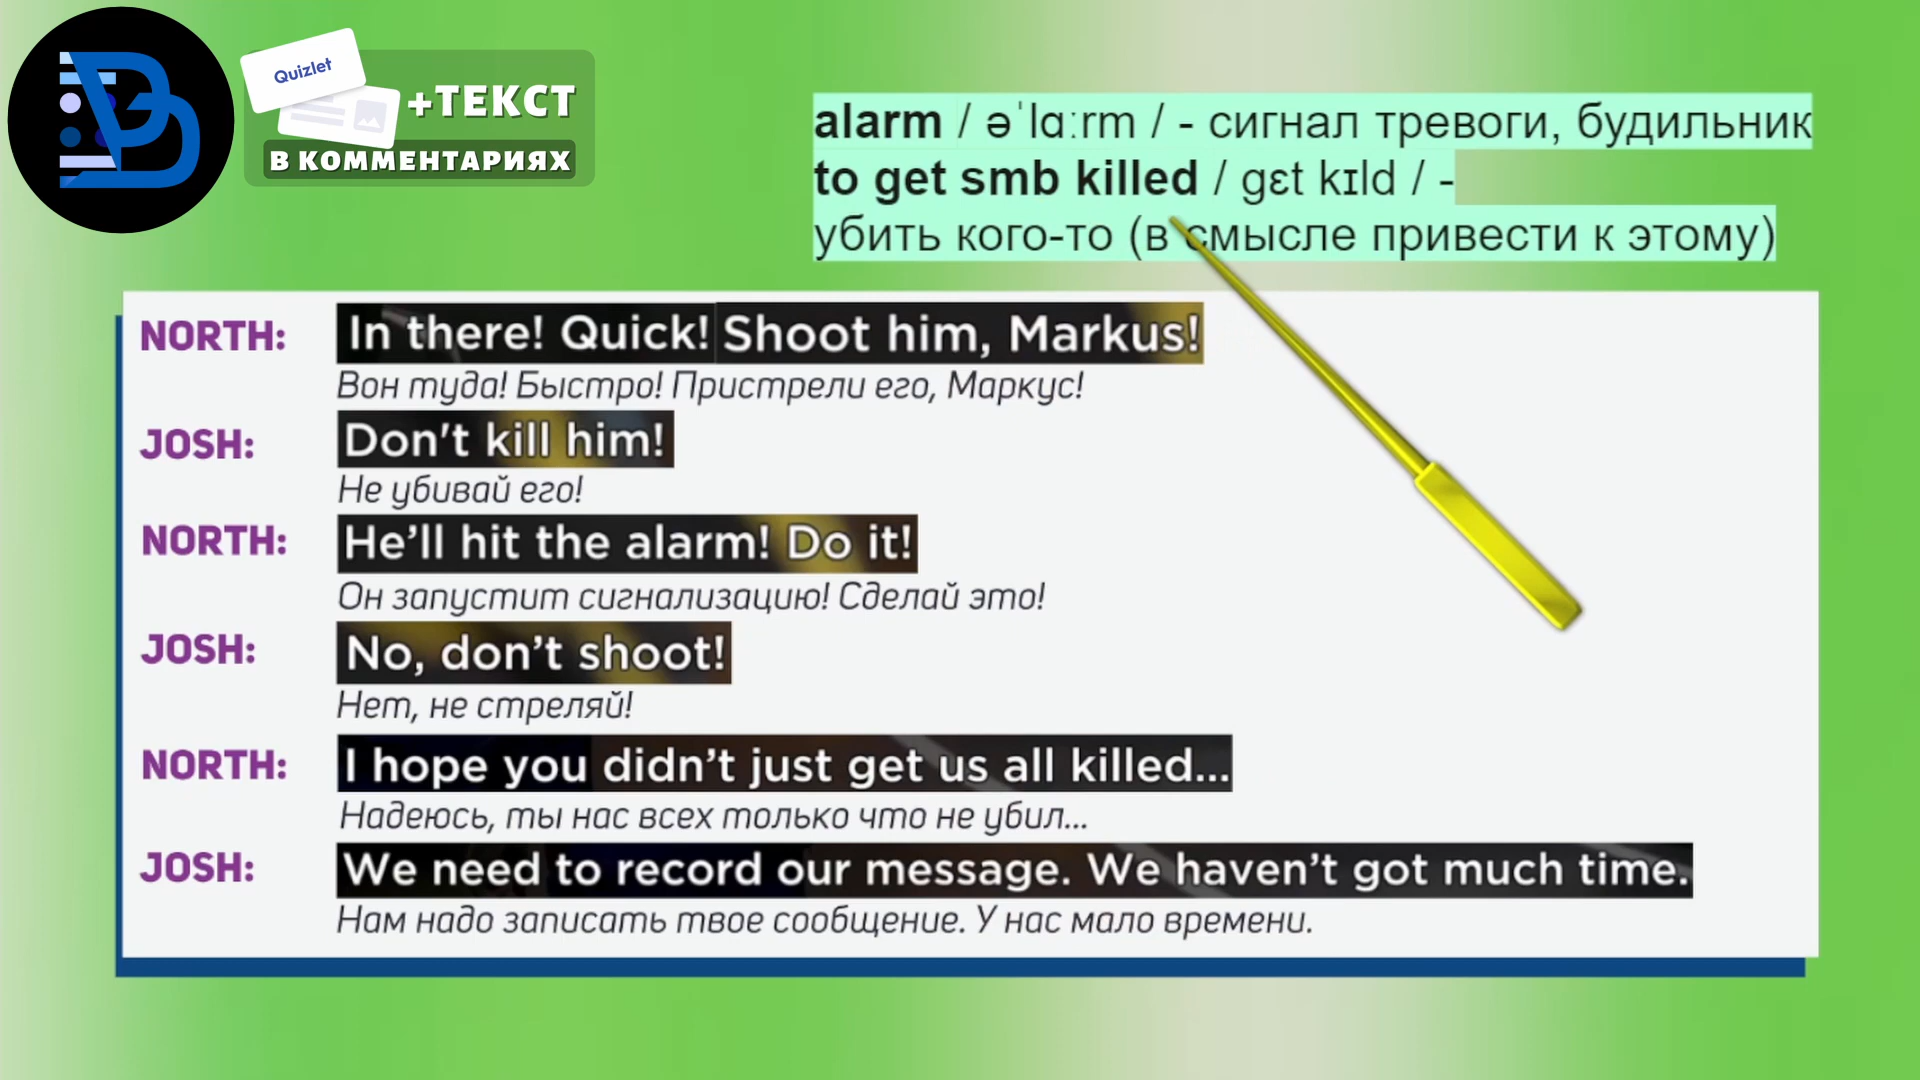 Quizlet
+ТЕКСТ
В КОММЕНТАРИЯХ
alarm / əˈlɑːrm / - сигнал тревоги, будильник
to get smb killed / gɛt kɪld / -
убить кого-то (в смысле привести к этому)
NORTH: In there! Quick! Shoot him, Markus!
Вон туда! Быстро! Пристрели его, Маркус!
JOSH: Don't kill him!
Не убивай его!
NORTH: He'll hit the alarm! Do it!
Он запустит сигнализацию! Сделай это!
JOSH: No, don't shoot!
Нет, не стреляй!
NORTH: I hope you didn't just get us all killed...
Надеюсь, ты нас всех только что не убил...
JOSH: We need to record our message. We haven't got much time.
Нам надо записать твое сообщение. У нас мало времени.